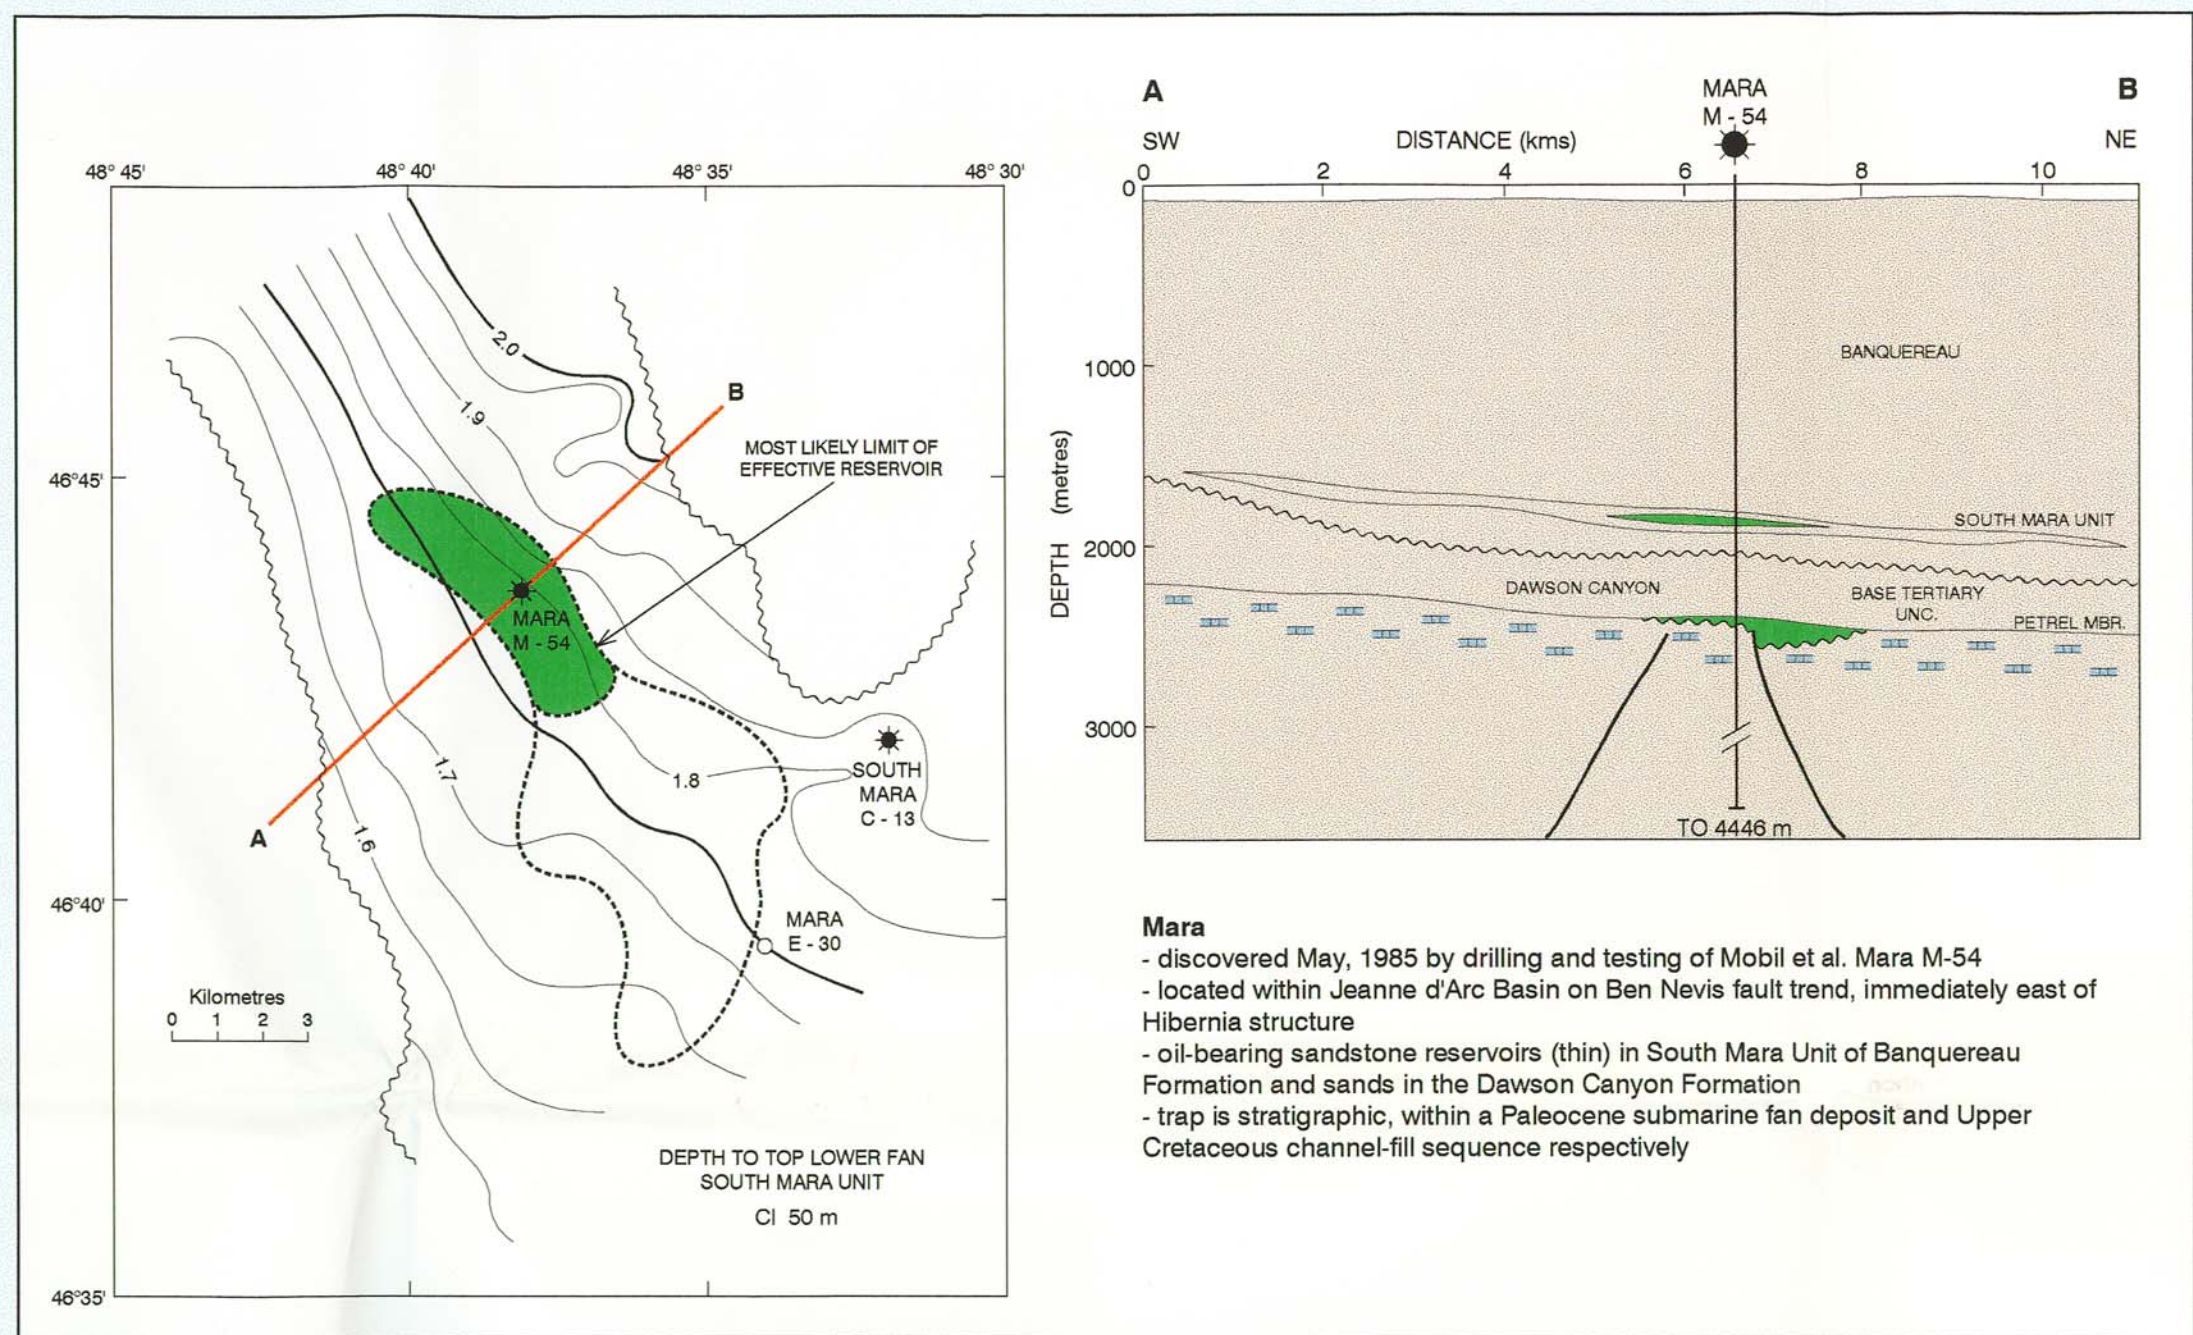 48° 45'
48° 40'
48° 35'
48° 30'
46°45'
46°40'
46°35'
2.0
1.9
1.8
1.7
1.6
B
A
MOST LIKELY LIMIT OF
EFFECTIVE RESERVOIR
MARA
M - 54
SOUTH
MARA
C - 13
MARA
E - 30
Kilometres
0 1 2 3
DEPTH TO TOP LOWER FAN
SOUTH MARA UNIT
CI 50 m
A
MARA
M - 54
B
SW
DISTANCE (kms)
NE
0 2 4 6 8 10
0
1000
2000
3000
DEPTH (metres)
BANQUEREAU
SOUTH MARA UNIT
DAWSON CANYON
BASE TERTIARY
UNC.
PETREL MBR.
TO 4446 m
Mara
- discovered May, 1985 by drilling and testing of Mobil et al. Mara M-54
- located within Jeanne d'Arc Basin on Ben Nevis fault trend, immediately east of
Hibernia structure
- oil-bearing sandstone reservoirs (thin) in South Mara Unit of Banquereau
Formation and sands in the Dawson Canyon Formation
- trap is stratigraphic, within a Paleocene submarine fan deposit and Upper
Cretaceous channel-fill sequence respectively